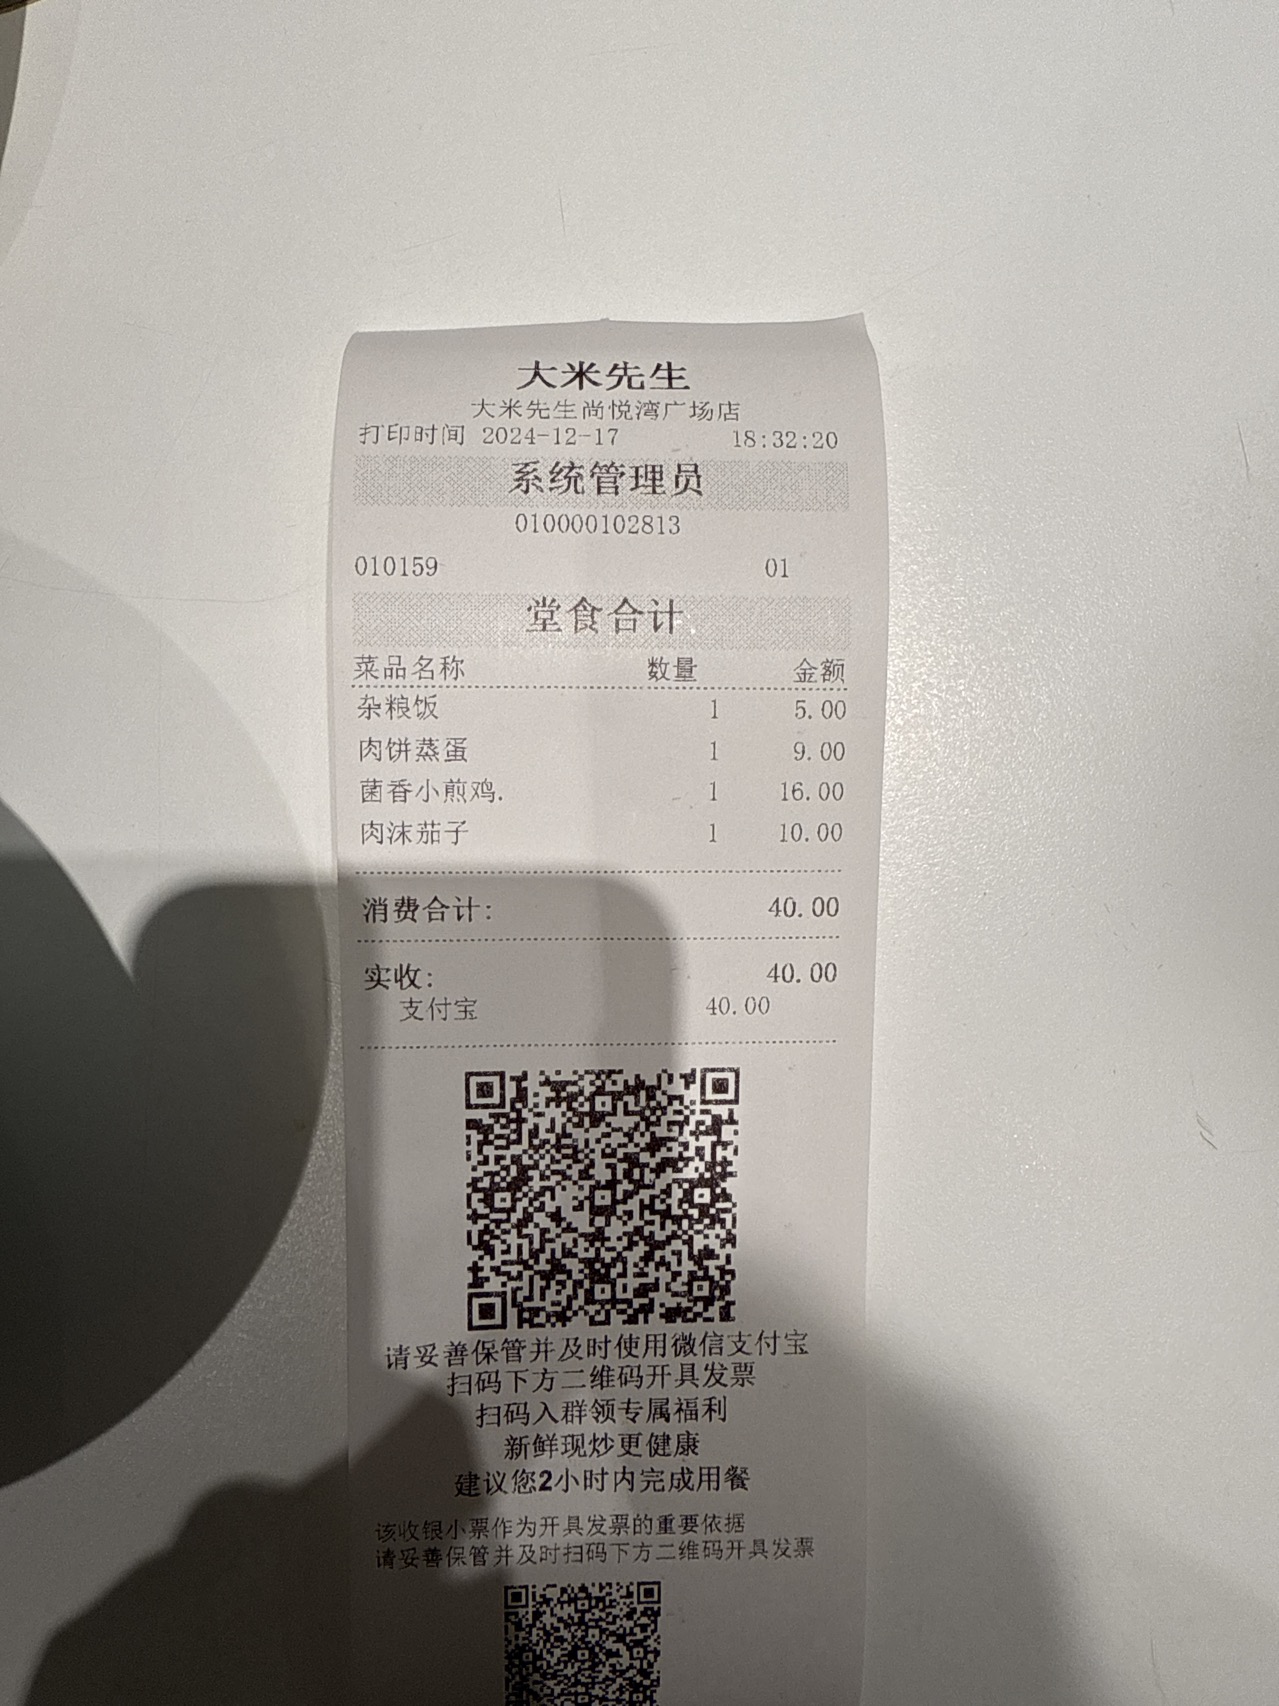 大米先生
大米先生尚悦湾广场店
打印时间 2024-12-17 18:32:20
系统管理员
010000102813
010159 01
堂食合计
菜品名称 数量 金额
杂粮饭 1 5.00
肉饼蒸蛋 1 9.00
菌香小煎鸡. 1 16.00
肉沫茄子 1 10.00
消费合计: 40.00
实收: 40.00
支付宝 40.00
请妥善保管并及时使用微信支付宝
扫码下方二维码开具发票
扫码入群领专属福利
新鲜现炒更健康
建议您2小时内完成用餐
该收银小票作为开具发票的重要依据
请妥善保管并及时扫码下方二维码开具发票